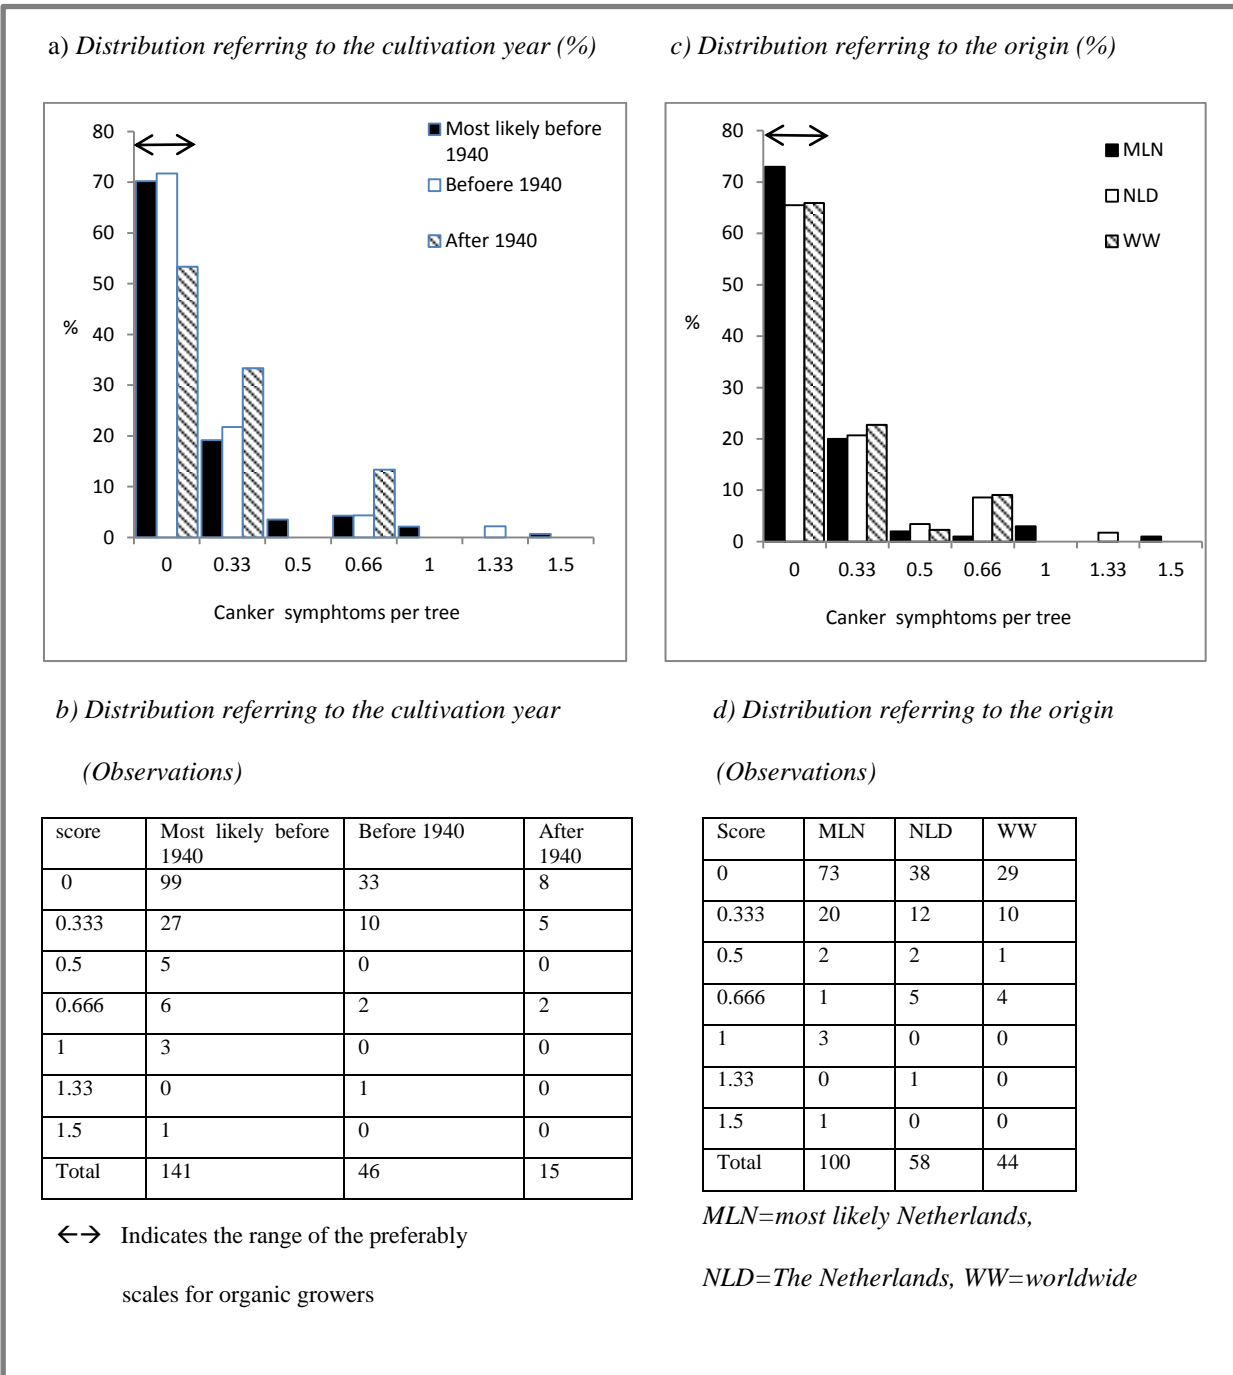 a) Distribution referring to the cultivation year (%)
80
70
60
50
40
30
20
10
0
%
Most likely before
1940
Befoere 1940
After 1940
0 0.33 0.5 0.66 1 1.33 1.5
Canker symphtoms per tree
c) Distribution referring to the origin (%)
80
70
60
50
40
30
20
10
0
%
MLN
NLD
WW
0 0.33 0.5 0.66 1 1.33 1.5
Canker symphtoms per tree
b) Distribution referring to the cultivation year
(Observations)
score Most likely before Before 1940 After
1940 1940
0 99 33 8
0.333 27 10 5
0.5 5 0 0
0.666 6 2 2
1 3 0 0
1.33 0 1 0
1.5 1 0 0
Total 141 46 15
←→ Indicates the range of the preferably
scales for organic growers
d) Distribution referring to the origin
(Observations)
Score MLN NLD WW
0 73 38 29
0.333 20 12 10
0.5 2 2 1
0.666 1 5 4
1 3 0 0
1.33 0 1 0
1.5 1 0 0
Total 100 58 44
MLN=most likely Netherlands,
NLD=The Netherlands, WW=worldwide